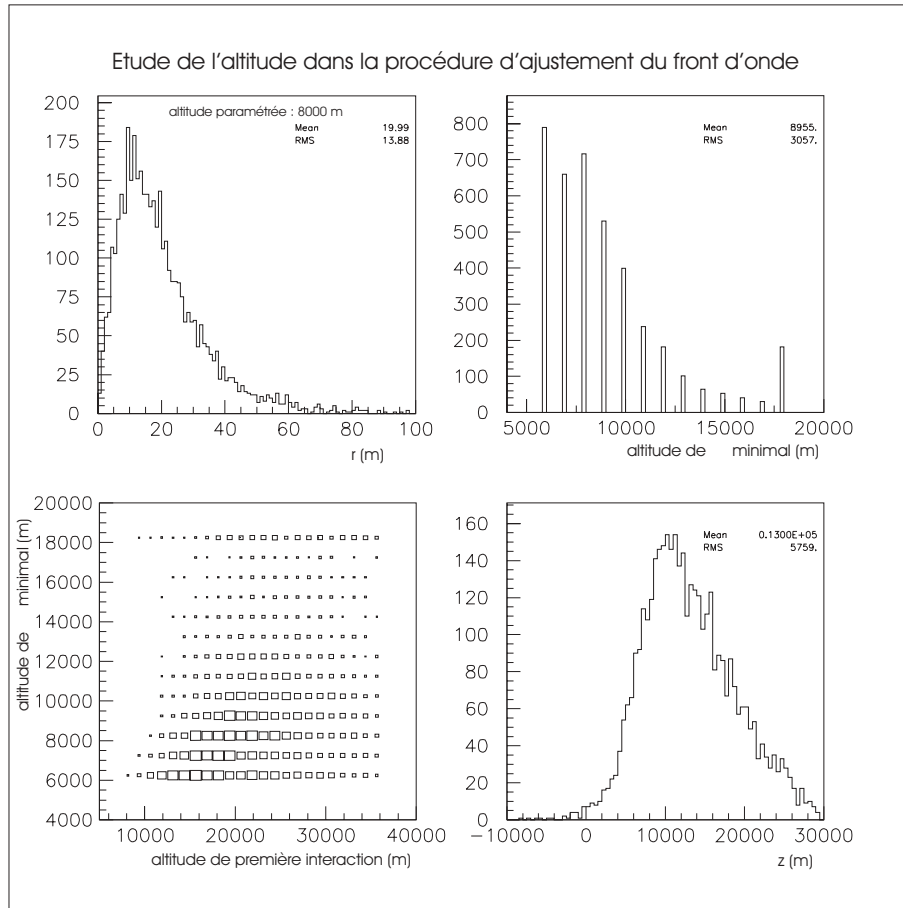 Etude de l'altitude dans la procédure d'ajustement du front d'onde
altitude paramétrée : 8000 m
Mean 19.99
RMS 13.88
200
175
150
125
100
75
50
25
0
0 20 40 60 80 100
r (m)
Mean 8955.
RMS 3057.
800
700
600
500
400
300
200
100
0
5000 10000 15000 20000
altitude de minimal (m)
altitude de minimal (m)
20000
18000
16000
14000
12000
10000
8000
6000
4000
10000 20000 30000 40000
altitude de première interaction (m)
Mean 0.1300E+05
RMS 5759.
160
140
120
100
80
60
40
20
0
−10000 0 10000 20000 30000
z (m)